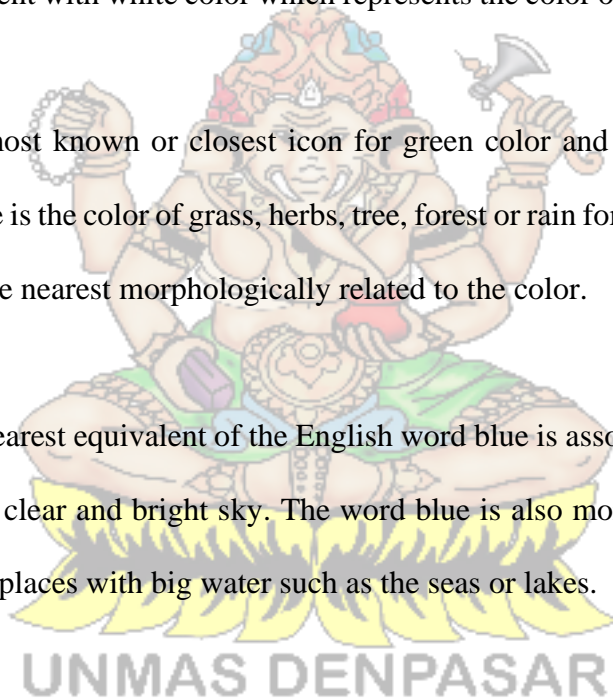 ent with white color which represents the color o
most known or closest icon for green color and
e is the color of grass, herbs, tree, forest or rain for
e nearest morphologically related to the color.
earest equivalent of the English word blue is asso
clear and bright sky. The word blue is also mo
places with big water such as the seas or lakes.
UNMAS DENPASAR